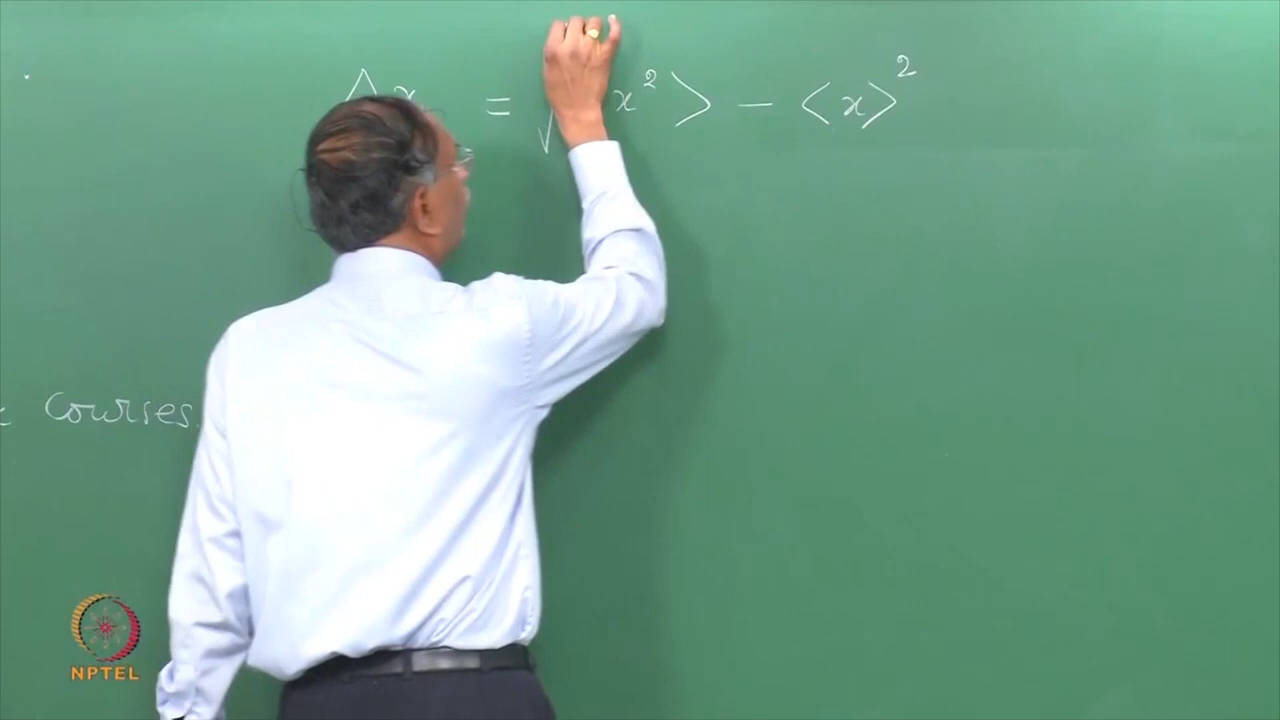 Δx = √⟨x²⟩ − ⟨x⟩²
courses.
NPTEL